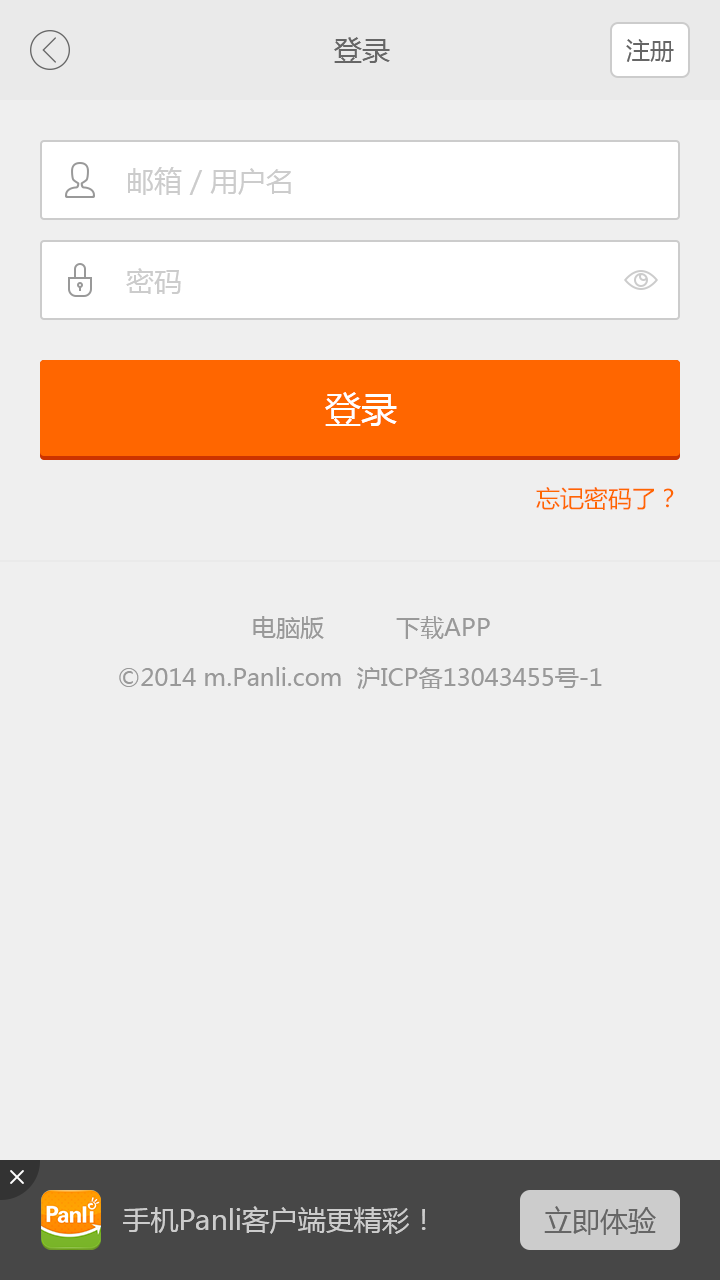 登录
注册
邮箱 / 用户名
密码
登录
忘记密码了？
电脑版 下载APP
©2014 m.Panli.com 沪ICP备13043455号-1
Panli 手机Panli客户端更精彩！ 立即体验